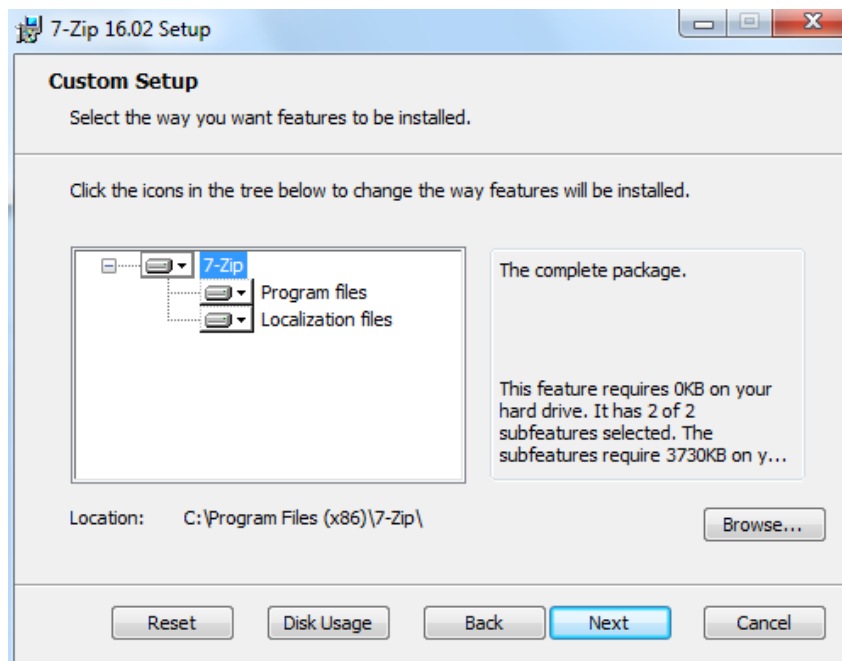 7-Zip 16.02 Setup
Custom Setup
Select the way you want features to be installed.
Click the icons in the tree below to change the way features will be installed.
7-Zip
Program files
Localization files
The complete package.
This feature requires 0KB on your
hard drive. It has 2 of 2
subfeatures selected. The
subfeatures require 3730KB on y...
Location: C:\Program Files (x86)\7-Zip\
Browse...
Reset Disk Usage Back Next Cancel